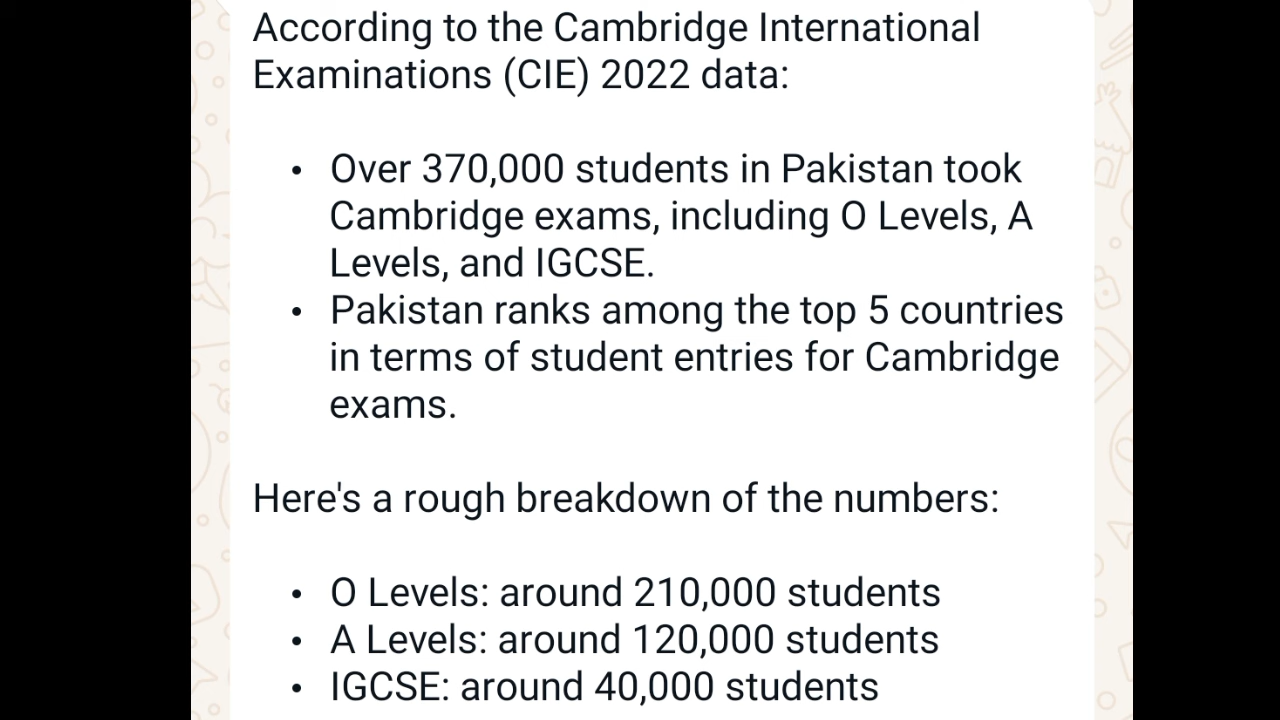 According to the Cambridge International
Examinations (CIE) 2022 data:
• Over 370,000 students in Pakistan took
Cambridge exams, including O Levels, A
Levels, and IGCSE.
• Pakistan ranks among the top 5 countries
in terms of student entries for Cambridge
exams.
Here's a rough breakdown of the numbers:
• O Levels: around 210,000 students
• A Levels: around 120,000 students
• IGCSE: around 40,000 students